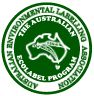 AUSTRALIAN ENVIRONMENTAL LABELLING ASSOCIATION
THE AUSTRALIAN
ECOLABEL PROGRAM